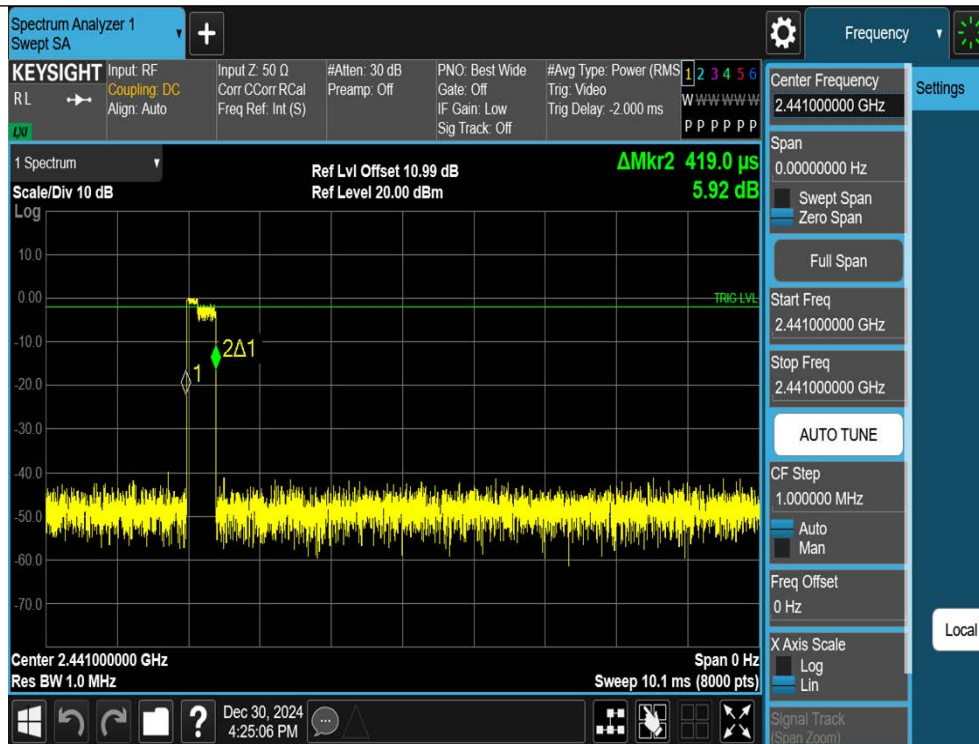 Spectrum Analyzer 1
Swept SA
+
Frequency
KEYSIGHT
RL
LXI
Input: RF
Coupling: DC
Align: Auto
Input Z: 50 Ω
Corr CCorr RCal
Freq Ref: Int (S)
#Atten: 30 dB
Preamp: Off
PNO: Best Wide
Gate: Off
IF Gain: Low
Sig Track: Off
#Avg Type: Power (RMS
Trig: Video
Trig Delay: -2.000 ms
1 2 3 4 5 6
W W W W W W
P P P P P P
1 Spectrum
Scale/Div 10 dB
Log
Ref Lvl Offset 10.99 dB
Ref Level 20.00 dBm
ΔMkr2 419.0 µs
5.92 dB
10.0
0.00
-10.0
-20.0
-30.0
-40.0
-50.0
-60.0
-70.0
TRIG LVL
2Δ1
1
Center 2.441000000 GHz
Res BW 1.0 MHz
Span 0 Hz
Sweep 10.1 ms (8000 pts)
Center Frequency
2.441000000 GHz
Settings
Span
0.00000000 Hz
Swept Span
Zero Span
Full Span
Start Freq
2.441000000 GHz
Stop Freq
2.441000000 GHz
AUTO TUNE
CF Step
1.000000 MHz
Auto
Man
Freq Offset
0 Hz
X Axis Scale
Log
Lin
Local
Signal Track
(Span Zoom)
?
Dec 30, 2024
4:25:06 PM